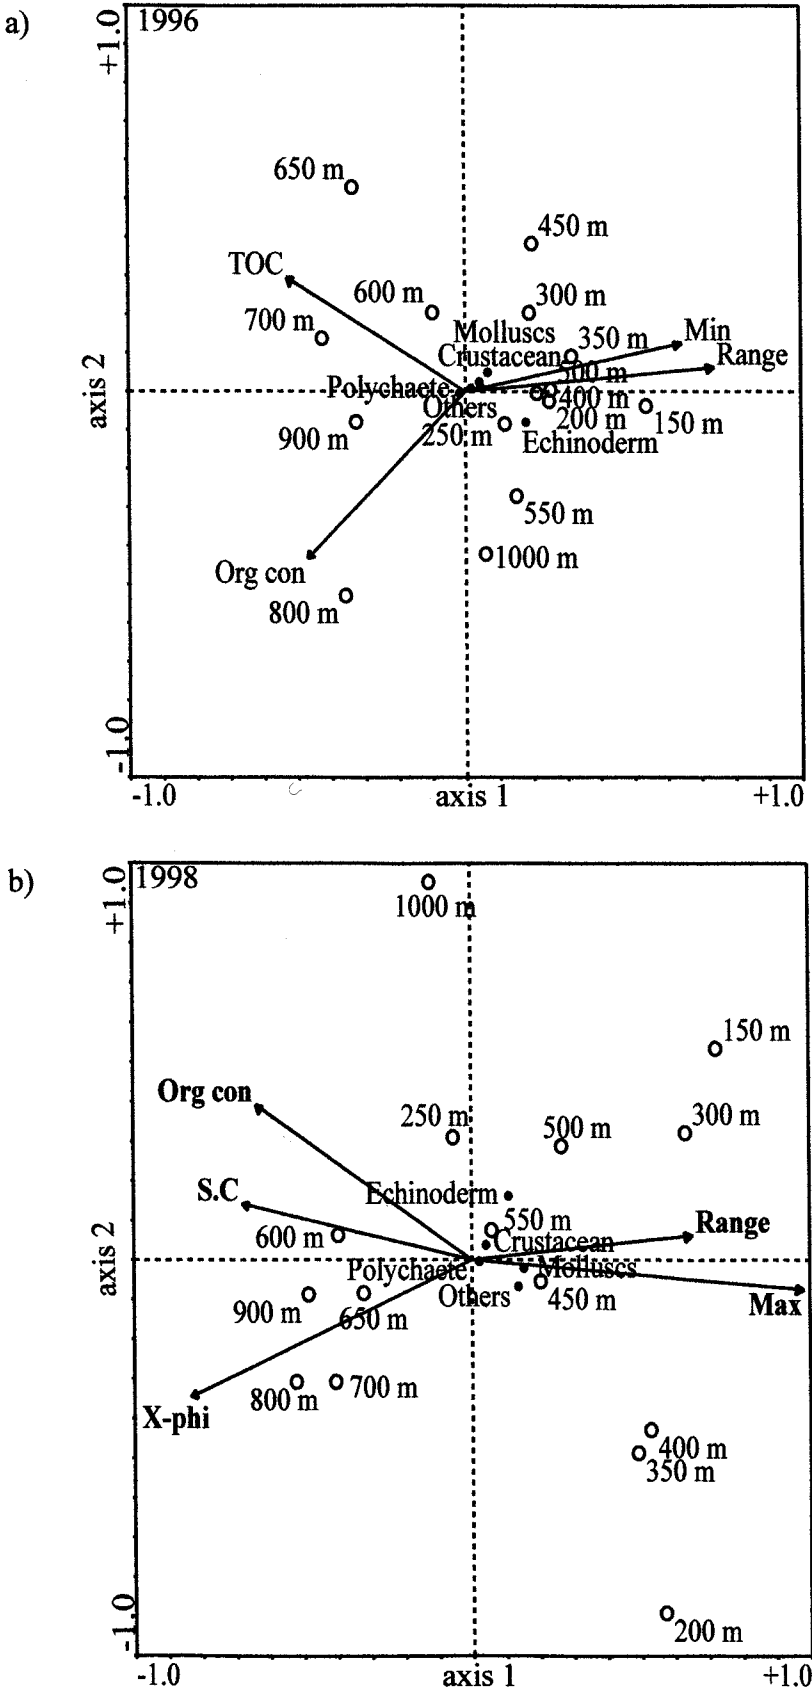 a)
+1.0
1996
650 m
450 m
TOC
600 m
300 m
700 m
Molluscs
350 m
Min
Crustacean
Range
500 m
axis 2
Polychaete
400 m
Others
200 m
150 m
900 m
250 m
Echinoderm
550 m
1000 m
Org con
800 m
-1.0
-1.0
axis 1
+1.0
b)
+1.0
1998
1000 m
150 m
Org con
250 m
500 m
300 m
S.C
Echinoderm
550 m
Range
600 m
Crustacean
axis 2
Polychaete
Molluscs
Others
450 m
Max
900 m
650 m
800 m
700 m
X-phi
400 m
350 m
200 m
-1.0
-1.0
axis 1
+1.0